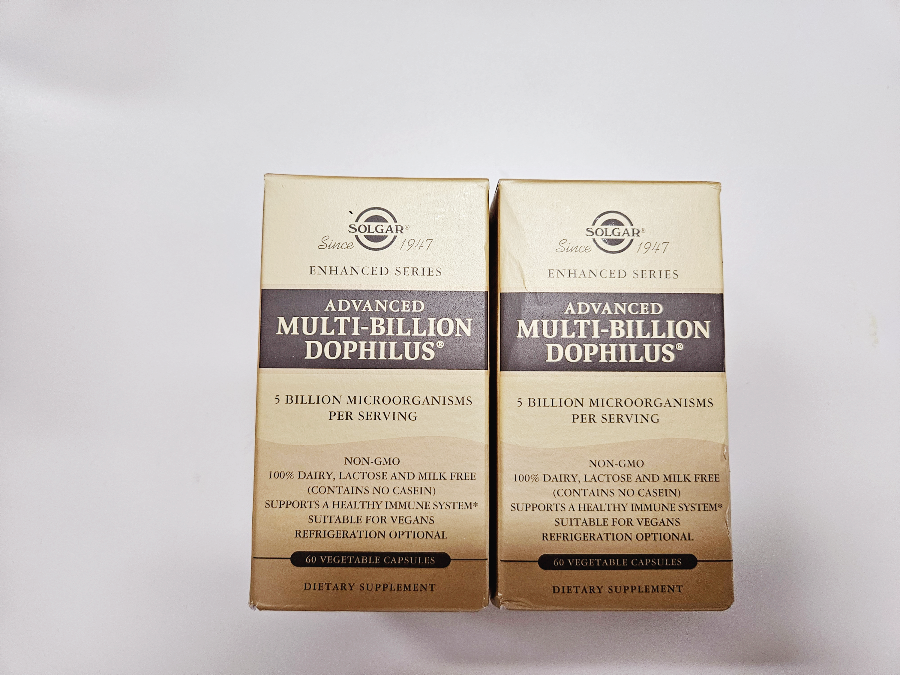 SOLGAR®
Since 1947
ENHANCED SERIES
ADVANCED
MULTI-BILLION
DOPHILUS®
5 BILLION MICROORGANISMS
PER SERVING
NON-GMO
100% DAIRY, LACTOSE AND MILK FREE
(CONTAINS NO CASEIN)
SUPPORTS A HEALTHY IMMUNE SYSTEM*
SUITABLE FOR VEGANS
REFRIGERATION OPTIONAL
60 VEGETABLE CAPSULES
DIETARY SUPPLEMENT
SOLGAR®
Since 1947
ENHANCED SERIES
ADVANCED
MULTI-BILLION
DOPHILUS®
5 BILLION MICROORGANISMS
PER SERVING
NON-GMO
100% DAIRY, LACTOSE AND MILK FREE
(CONTAINS NO CASEIN)
SUPPORTS A HEALTHY IMMUNE SYSTEM*
SUITABLE FOR VEGANS
REFRIGERATION OPTIONAL
60 VEGETABLE CAPSULES
DIETARY SUPPLEMENT